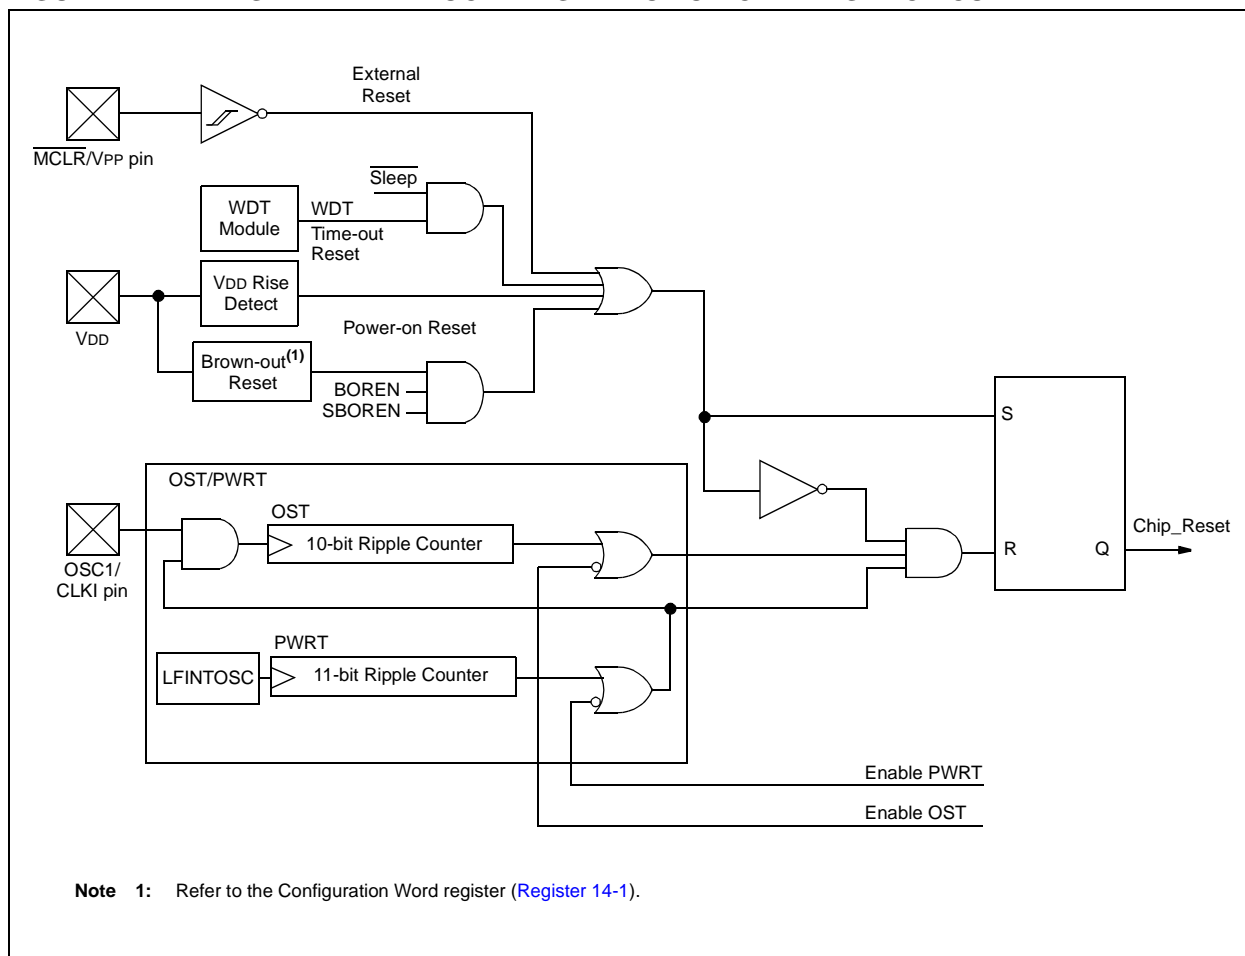 External
Reset
MCLR/VPP pin
Sleep
WDT
Module
WDT
Time-out
Reset
VDD Rise
Detect
VDD
Power-on Reset
Brown-out(1)
Reset
BOREN
SBOREN
S
OST/PWRT
OST
10-bit Ripple Counter
OSC1/
CLKI pin
R
Q
Chip_Reset
PWRT
LFINTOSC
11-bit Ripple Counter
Enable PWRT
Enable OST
Note 1: Refer to the Configuration Word register (Register 14-1).